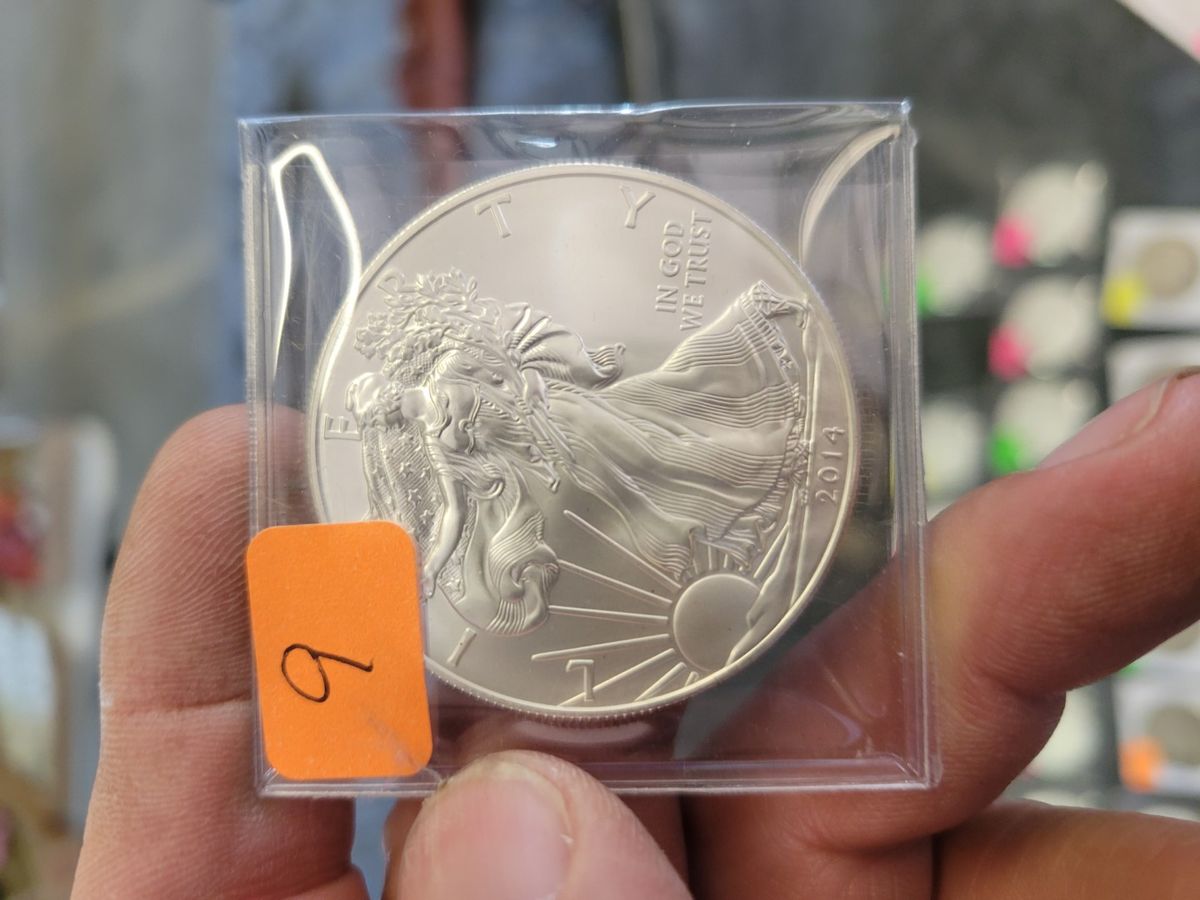 L I E T Y
IN GOD
WE TRUST
2014
9